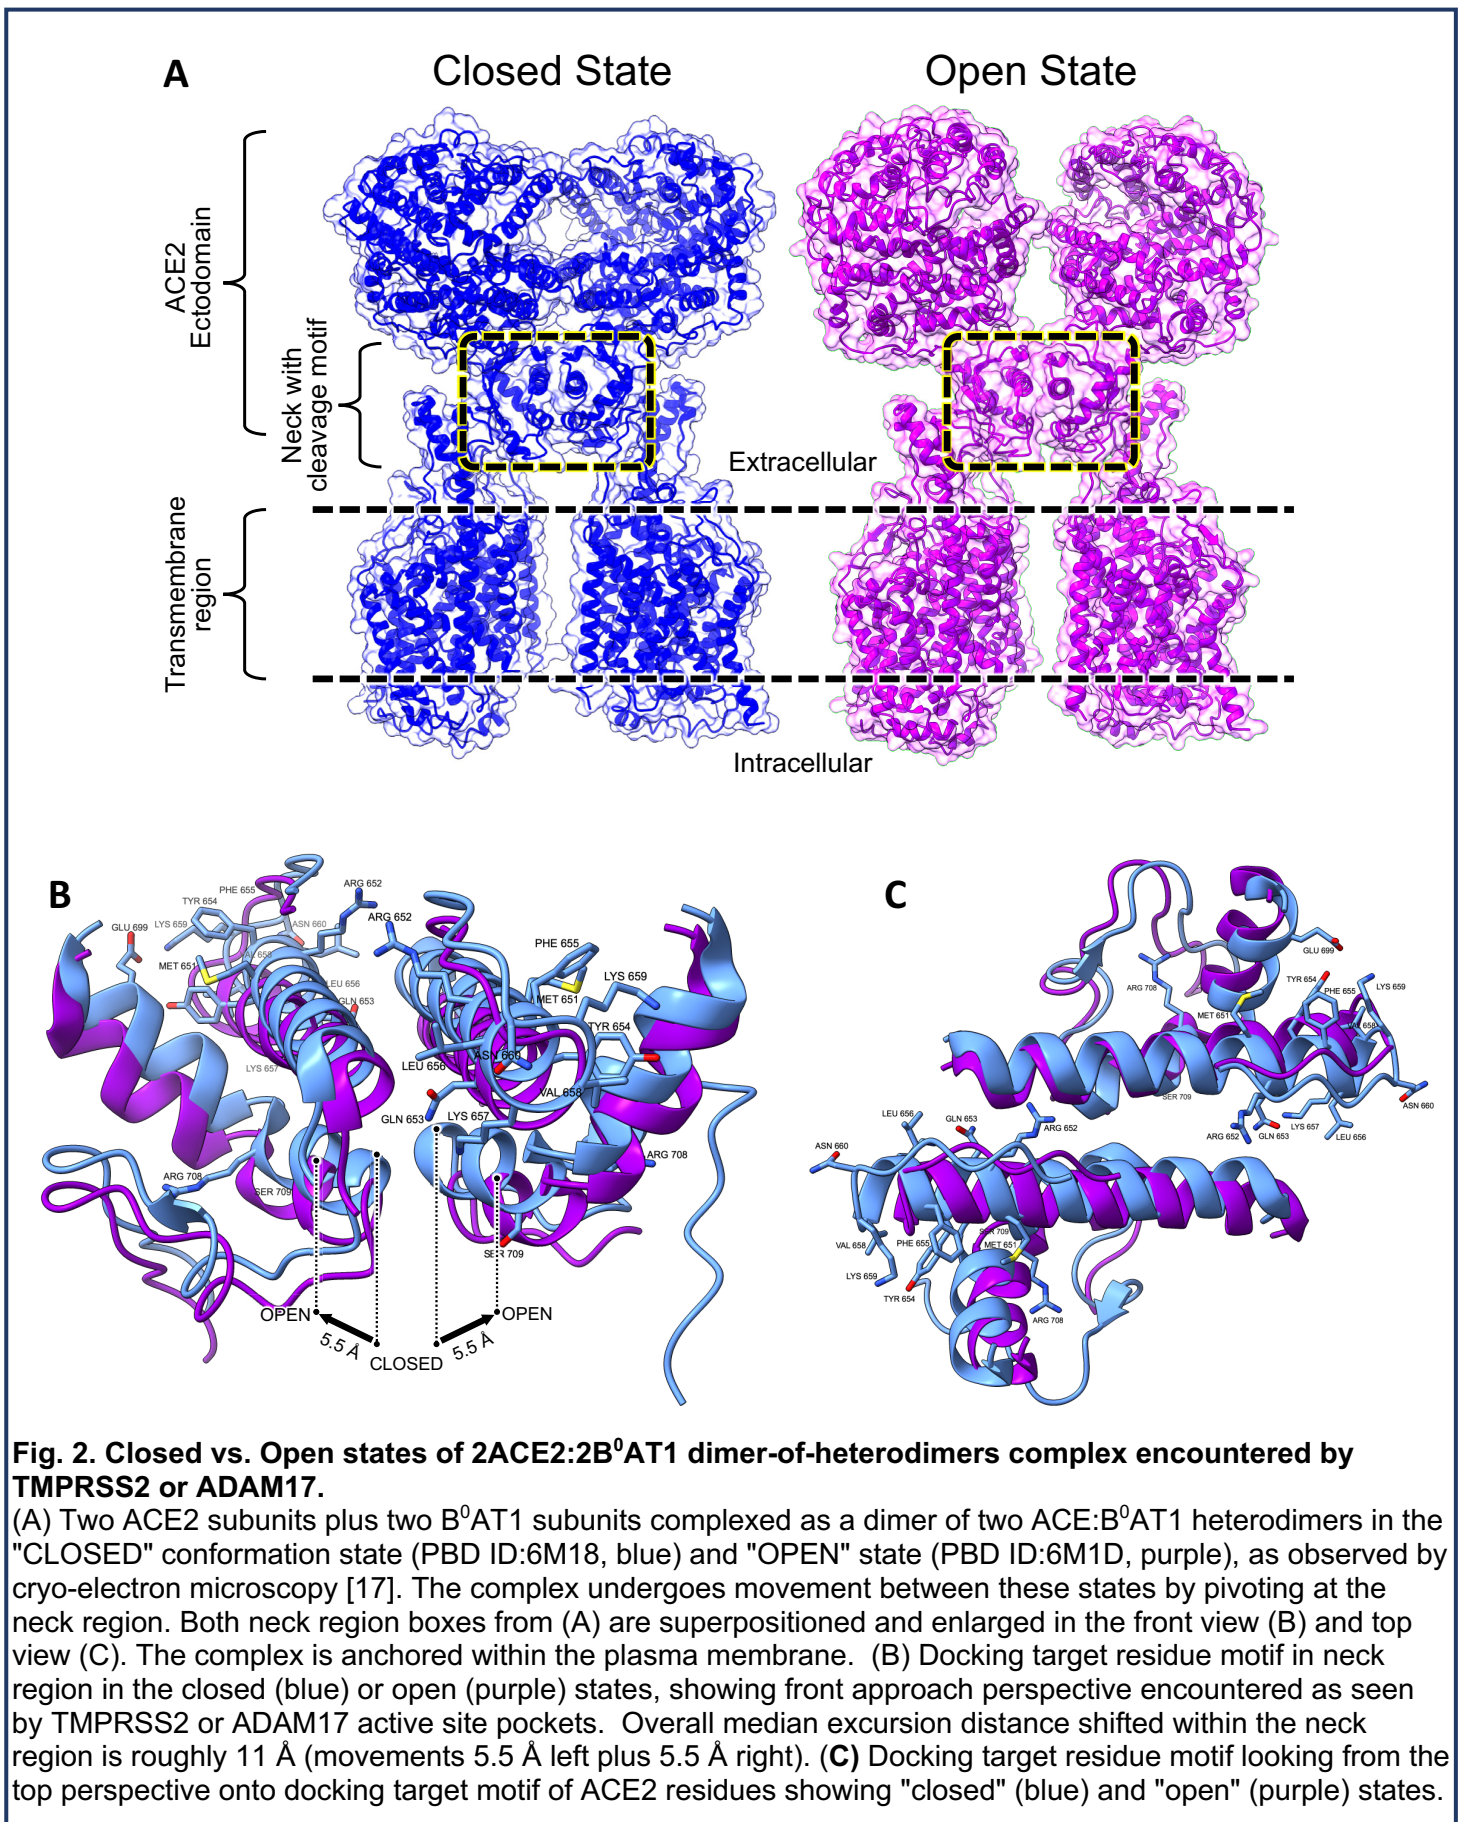 A
Closed State
Open State
ACE2
Ectodomain
Neck with
cleavage motif
Extracellular
Transmembrane
region
Intracellular
B
PHE 655
ARG 652
TYR 654
LYS 659
ASN 660
GLU 699
VAL 658
MET 651
LEU 656
GLN 653
LYS 657
ARG 708
SER 709
ARG 652
PHE 655
LYS 659
MET 651
TYR 654
ASN 660
LEU 656
VAL 658
GLN 653
LYS 657
ARG 708
SER 709
OPEN
OPEN
5.5 Å
5.5 Å
CLOSED
C
GLU 699
ARG 708
TYR 654
PHE 655
LYS 659
MET 651
VAL 658
SER 709
ASN 660
ARG 652
GLN 653
LYS 657
LEU 656
LEU 656
GLN 653
ARG 652
ASN 660
VAL 658
PHE 655
SER 709
MET 651
LYS 659
TYR 654
ARG 708
Fig. 2. Closed vs. Open states of 2ACE2:2B⁰AT1 dimer-of-heterodimers complex encountered by
TMPRSS2 or ADAM17.
(A) Two ACE2 subunits plus two B⁰AT1 subunits complexed as a dimer of two ACE:B⁰AT1 heterodimers in the
"CLOSED" conformation state (PBD ID:6M18, blue) and "OPEN" state (PBD ID:6M1D, purple), as observed by
cryo-electron microscopy [17]. The complex undergoes movement between these states by pivoting at the
neck region. Both neck region boxes from (A) are superpositioned and enlarged in the front view (B) and top
view (C). The complex is anchored within the plasma membrane. (B) Docking target residue motif in neck
region in the closed (blue) or open (purple) states, showing front approach perspective encountered as seen
by TMPRSS2 or ADAM17 active site pockets. Overall median excursion distance shifted within the neck
region is roughly 11 Å (movements 5.5 Å left plus 5.5 Å right). (C) Docking target residue motif looking from the
top perspective onto docking target motif of ACE2 residues showing "closed" (blue) and "open" (purple) states.